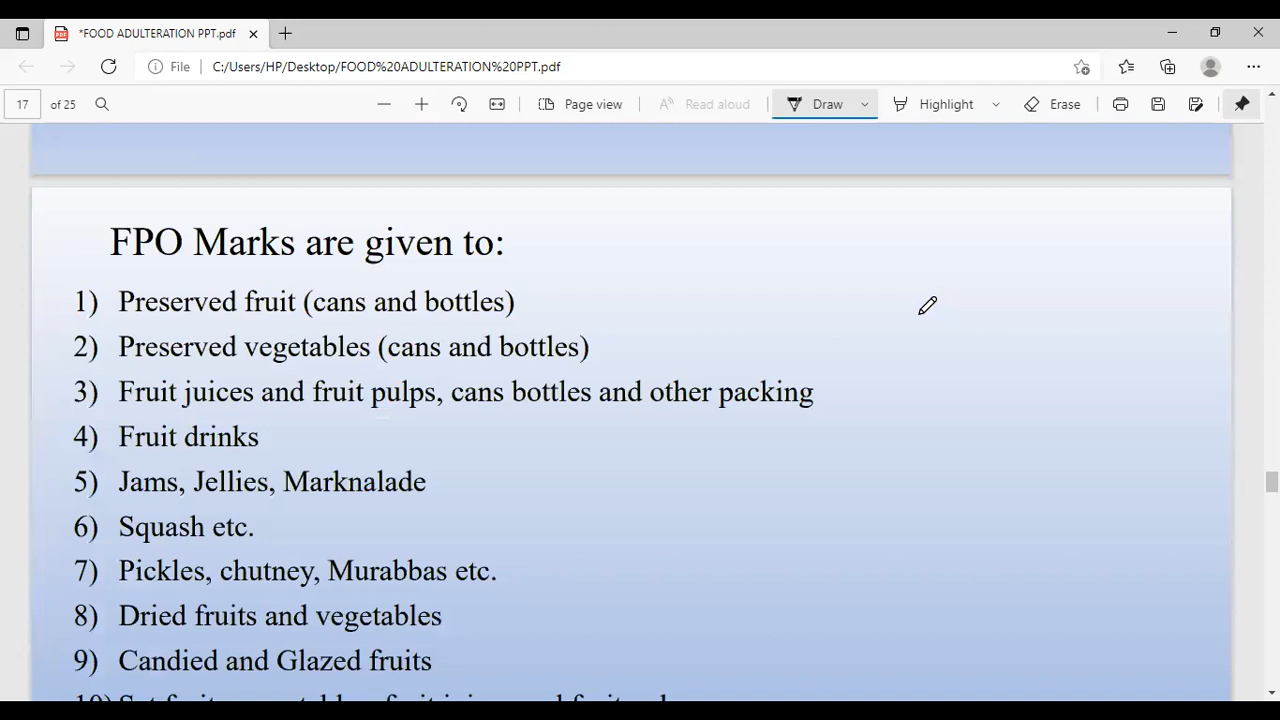 *FOOD ADULTERATION PPT.pdf
File C:/Users/HP/Desktop/FOOD%20ADULTERATION%20PPT.pdf
17 of 25 Page view Read aloud Draw Highlight Erase
FPO Marks are given to:
1) Preserved fruit (cans and bottles)
2) Preserved vegetables (cans and bottles)
3) Fruit juices and fruit pulps, cans bottles and other packing
4) Fruit drinks
5) Jams, Jellies, Marknalade
6) Squash etc.
7) Pickles, chutney, Murabbas etc.
8) Dried fruits and vegetables
9) Candied and Glazed fruits
10)